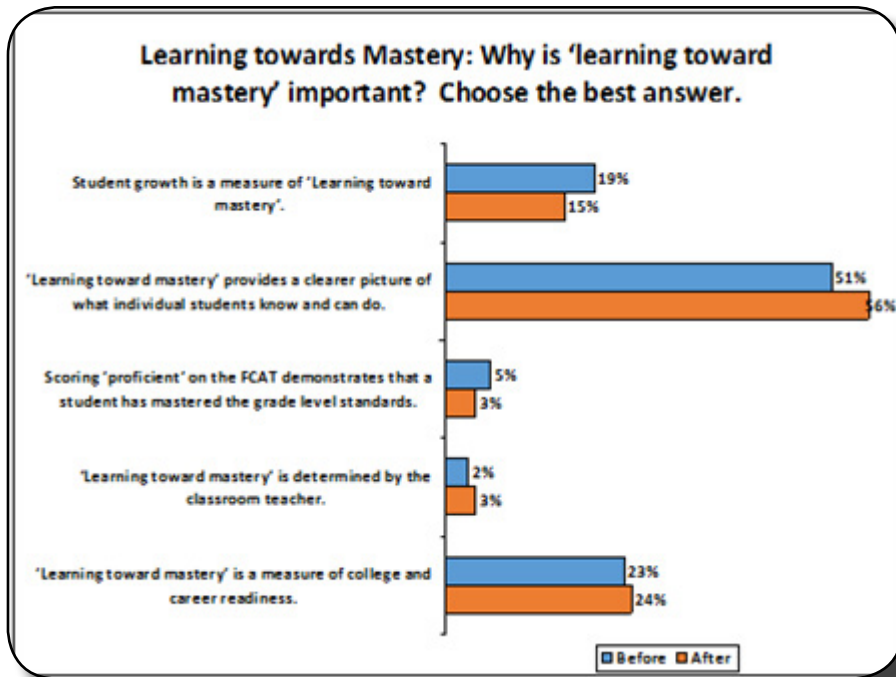 Learning towards Mastery: Why is ‘learning toward
mastery’ important?  Choose the best answer.
Student growth is a measure of ‘Learning toward
mastery’.
19%
15%
‘Learning toward mastery’ provides a clearer picture of
what individual students know and can do.
51%
56%
Scoring ‘proficient’ on the FCAT demonstrates that a
student has mastered the grade level standards.
5%
3%
‘Learning toward mastery’ is determined by the
classroom teacher.
2%
3%
‘Learning toward mastery’ is a measure of college and
career readiness.
23%
24%
Before After